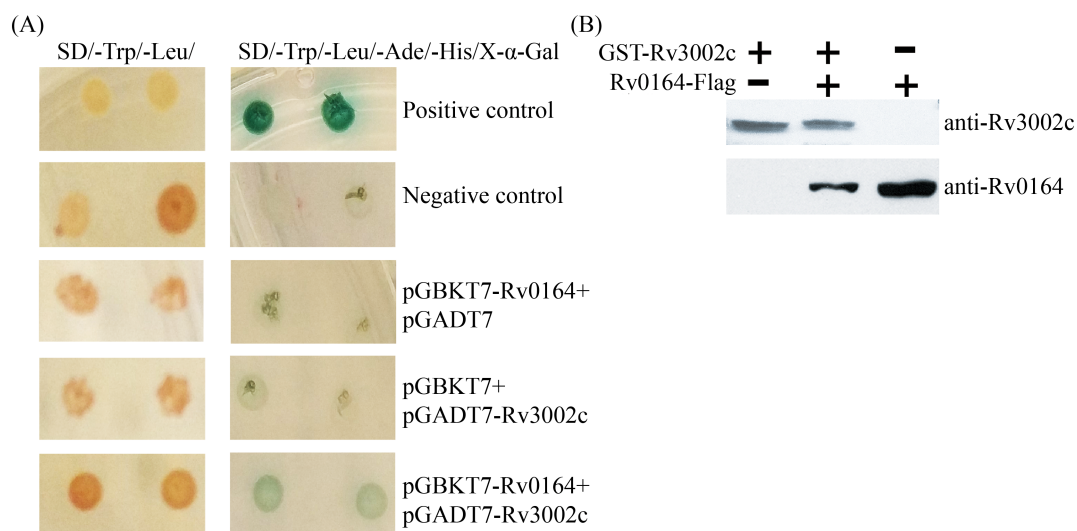 (A)
SD/-Trp/-Leu/
SD/-Trp/-Leu/-Ade/-His/X-α-Gal
Positive control
Negative control
pGBKT7-Rv0164+
pGADT7
pGBKT7+
pGADT7-Rv3002c
pGBKT7-Rv0164+
pGADT7-Rv3002c
(B)
GST-Rv3002c + + -
Rv0164-Flag - + +
anti-Rv3002c
anti-Rv0164